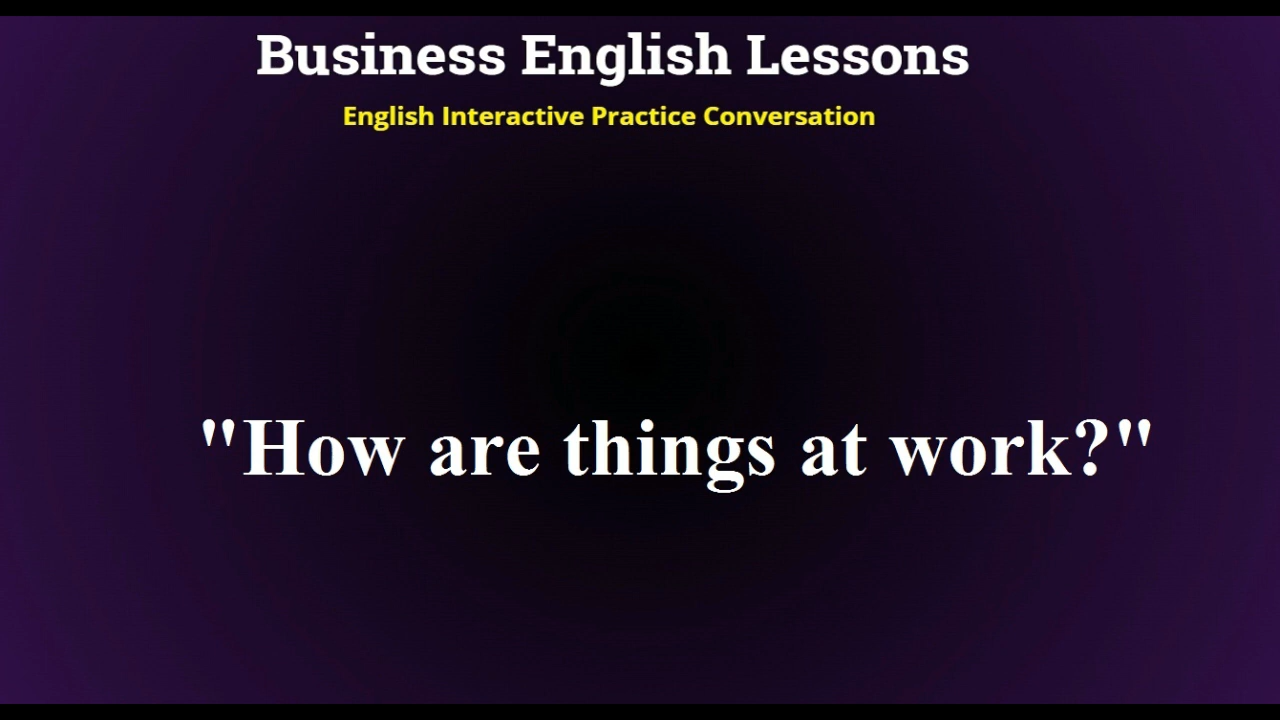 Business English Lessons
English Interactive Practice Conversation
"How are things at work?"